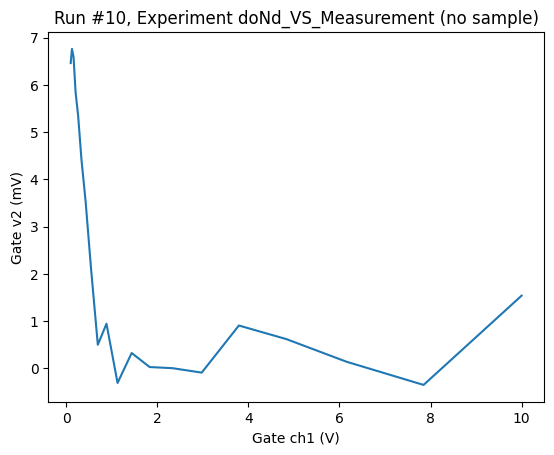 Run #10, Experiment doNd_VS_Measurement (no sample)
7
6
5
4
3
2
1
0
Gate v2 (mV)
0 2 4 6 8 10
Gate ch1 (V)